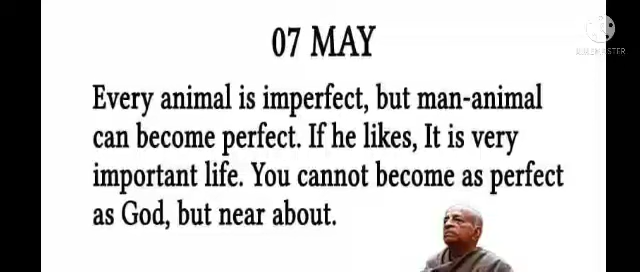 07 MAY
Every animal is imperfect, but man-animal
can become perfect. If he likes, It is very
important life. You cannot become as perfect
as God, but near about.